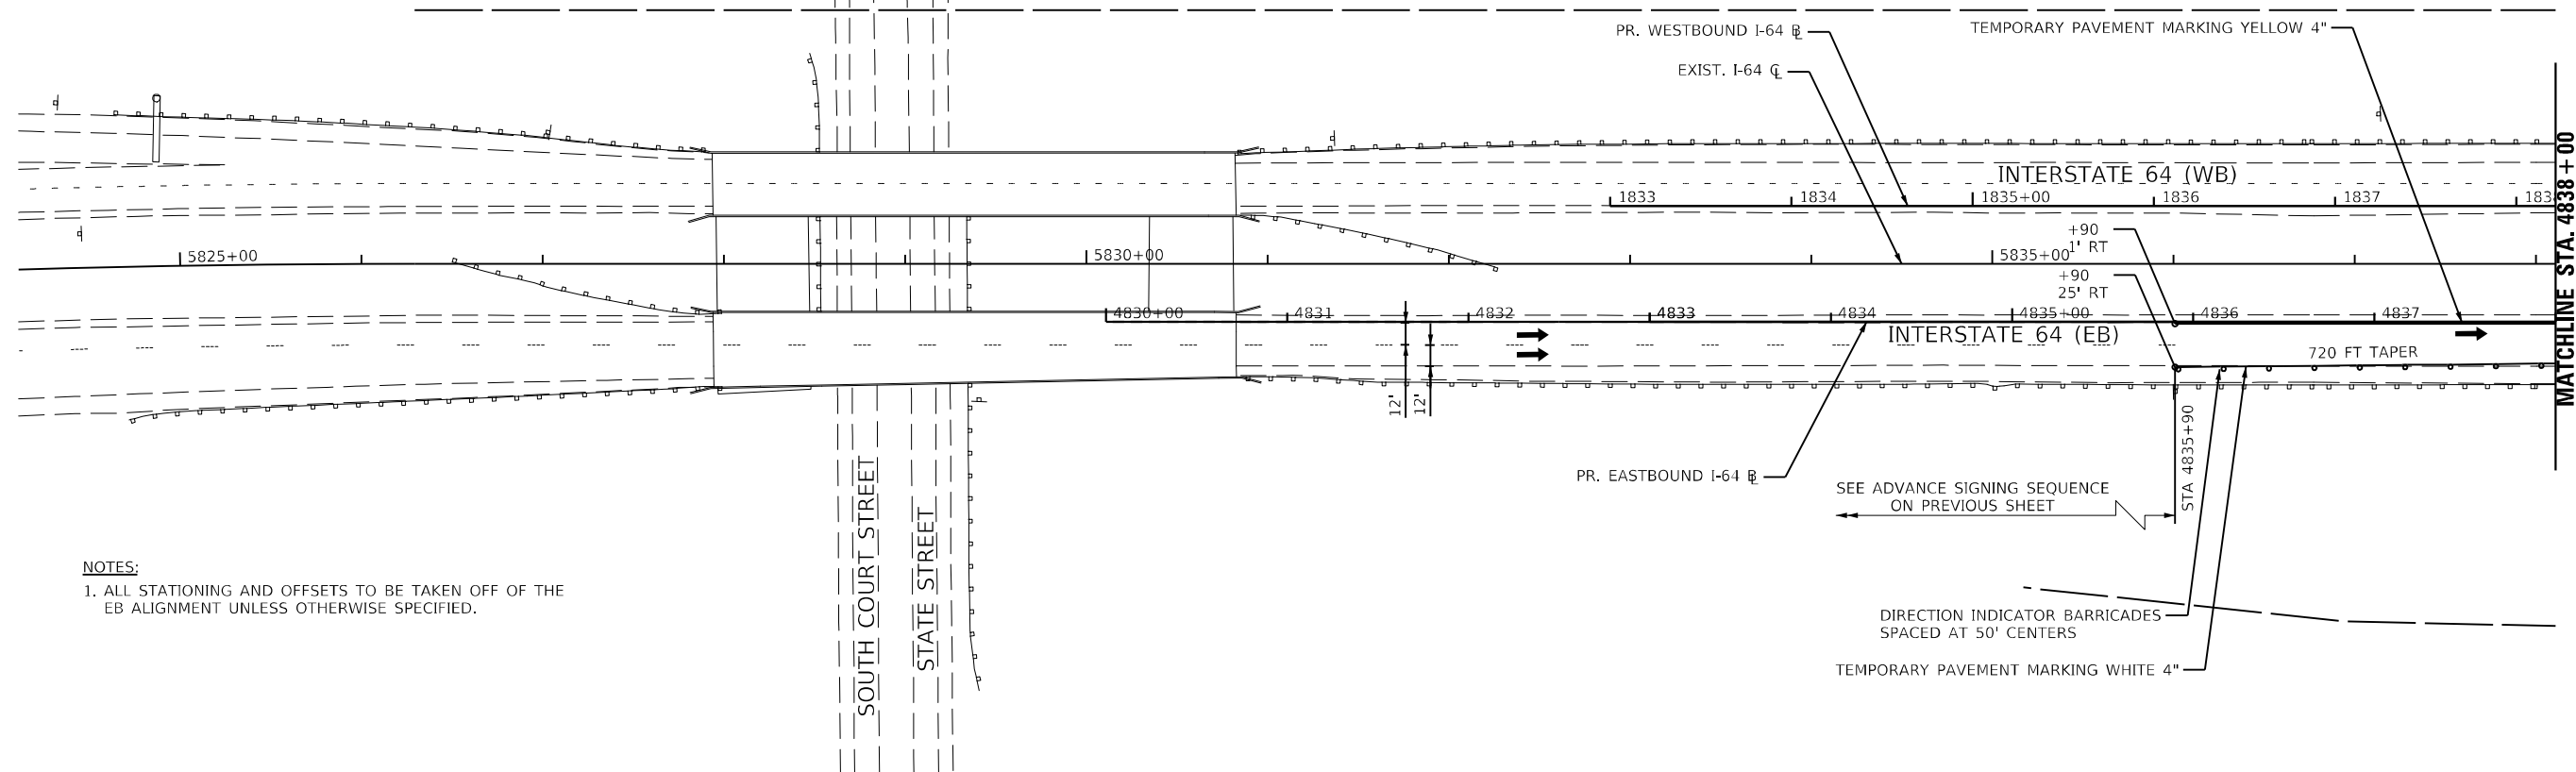 PR. WESTBOUND I-64 ℄
TEMPORARY PAVEMENT MARKING YELLOW 4"
EXIST. I-64 ℄
INTERSTATE 64 (WB)
1833
1834
1835+00
1836
1837
+90
1' RT
5825+00
5830+00
5835+00
+90
25' RT
4830+00
4831
4832
4833
4834
4835+00
4836
4837
INTERSTATE 64 (EB)
720 FT TAPER
MATCHLINE STA. 4838+00
12'
12'
PR. EASTBOUND I-64 ℄
STA 4835+90
SEE ADVANCE SIGNING SEQUENCE
ON PREVIOUS SHEET
SOUTH COURT STREET
STATE STREET
NOTES:
1. ALL STATIONING AND OFFSETS TO BE TAKEN OFF OF THE
EB ALIGNMENT UNLESS OTHERWISE SPECIFIED.
DIRECTION INDICATOR BARRICADES
SPACED AT 50' CENTERS
TEMPORARY PAVEMENT MARKING WHITE 4"